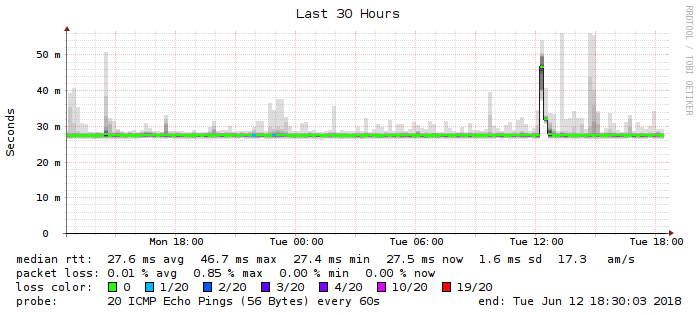 Last 30 Hours
RRDTOOL / TOBI OETIKER
Seconds
50 m
40 m
30 m
20 m
10 m
0
Mon 18:00 Tue 00:00 Tue 06:00 Tue 12:00 Tue 18:00
median rtt: 27.6 ms avg 46.7 ms max 27.4 ms min 27.5 ms now 1.6 ms sd 17.3 am/s
packet loss: 0.01 % avg 0.85 % max 0.00 % min 0.00 % now
loss color: 0 1/20 2/20 3/20 4/20 10/20 19/20
probe: 20 ICMP Echo Pings (56 Bytes) every 60s end: Tue Jun 12 18:30:03 2018